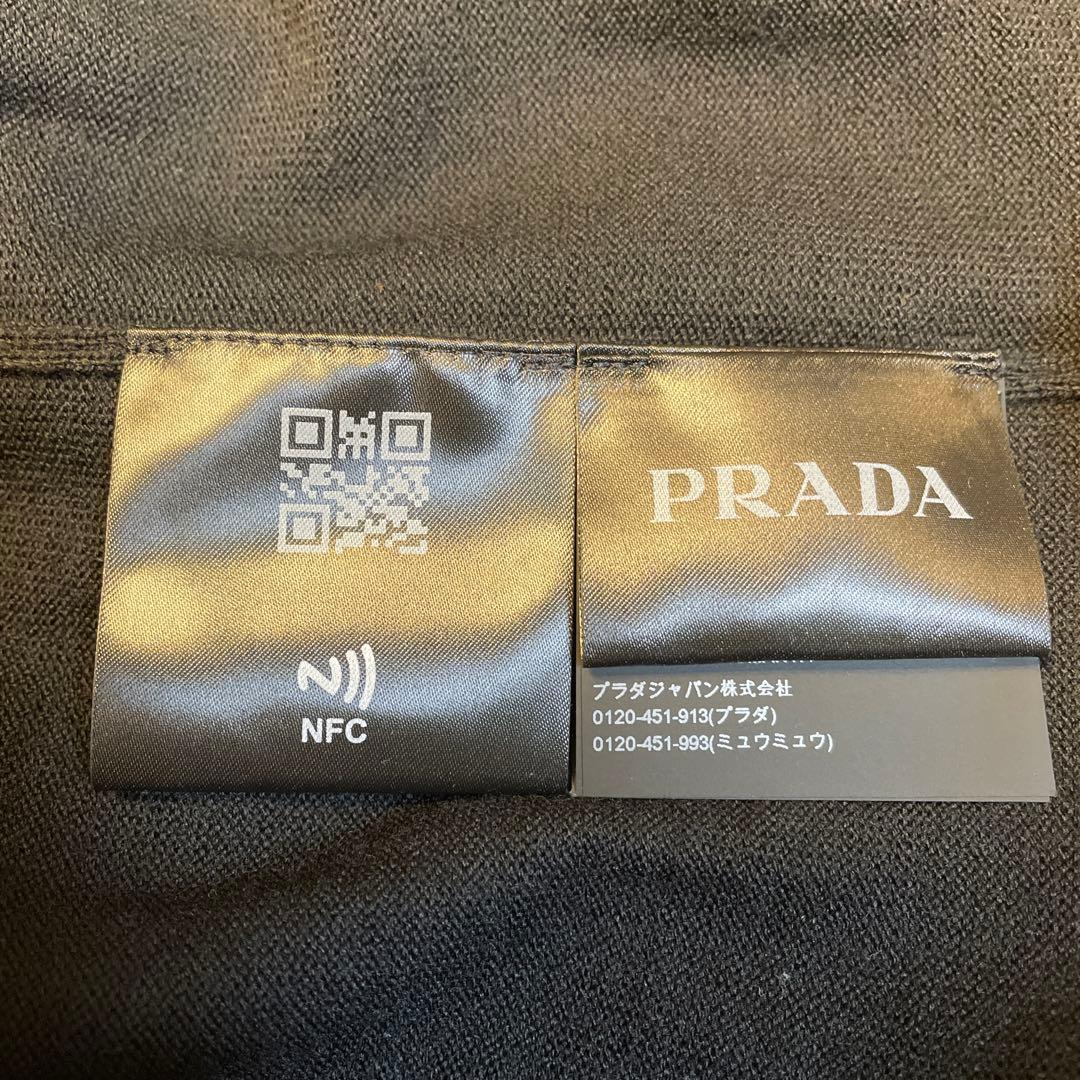 NFC
PRADA
プラダジャパン株式会社
0120-451-913(プラダ)
0120-451-993(ミュウミュウ)